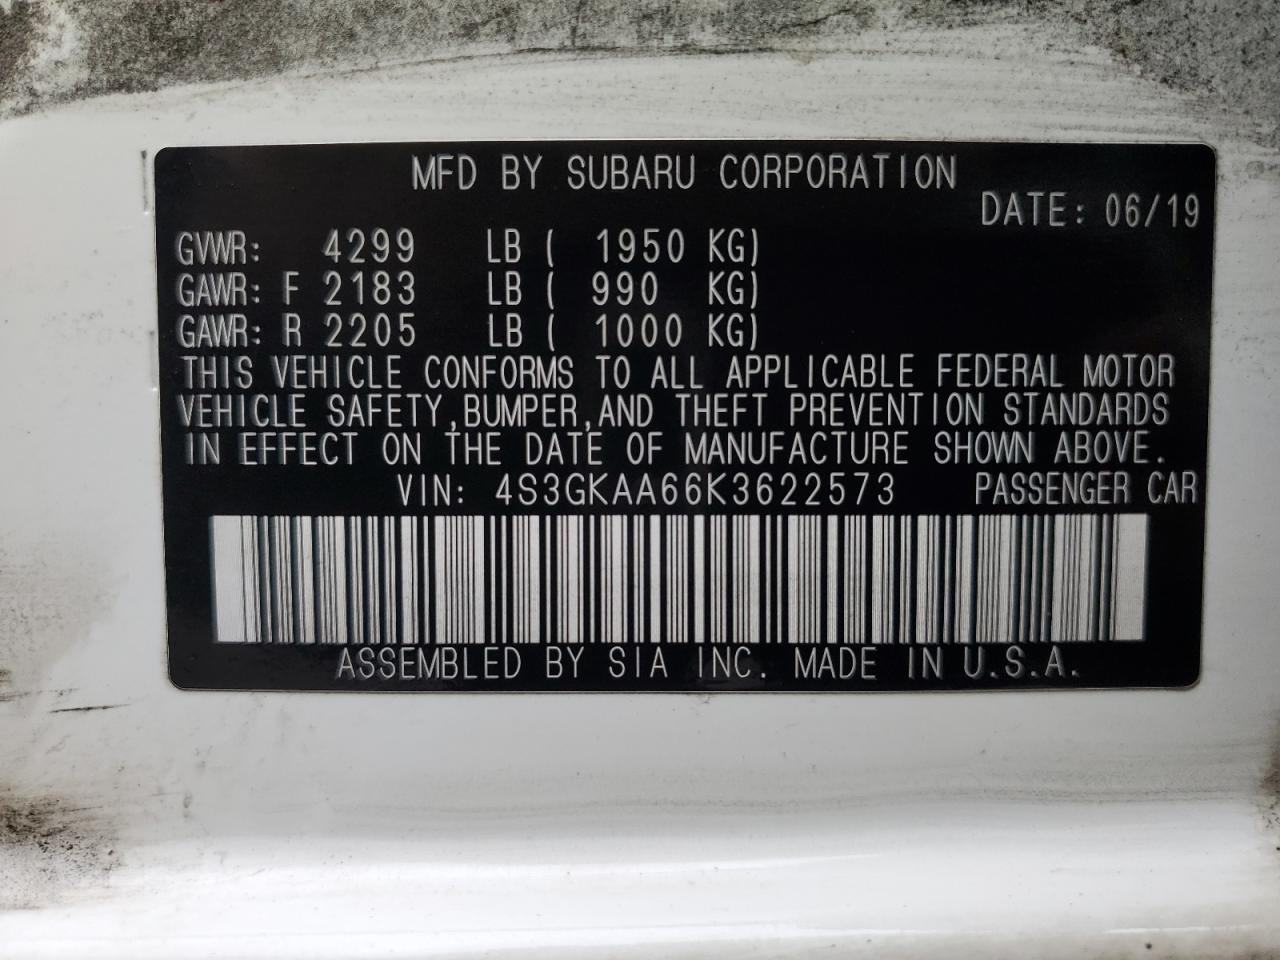 MFD BY SUBARU CORPORATION
DATE: 06/19
GVWR: 4299 LB ( 1950 KG)
GAWR: F 2183 LB ( 990 KG)
GAWR: R 2205 LB ( 1000 KG)
THIS VEHICLE CONFORMS TO ALL APPLICABLE FEDERAL MOTOR
VEHICLE SAFETY,BUMPER,AND THEFT PREVENTION STANDARDS
IN EFFECT ON THE DATE OF MANUFACTURE SHOWN ABOVE.
VIN: 4S3GKAA66K3622573 PASSENGER CAR
ASSEMBLED BY SIA INC. MADE IN U.S.A.